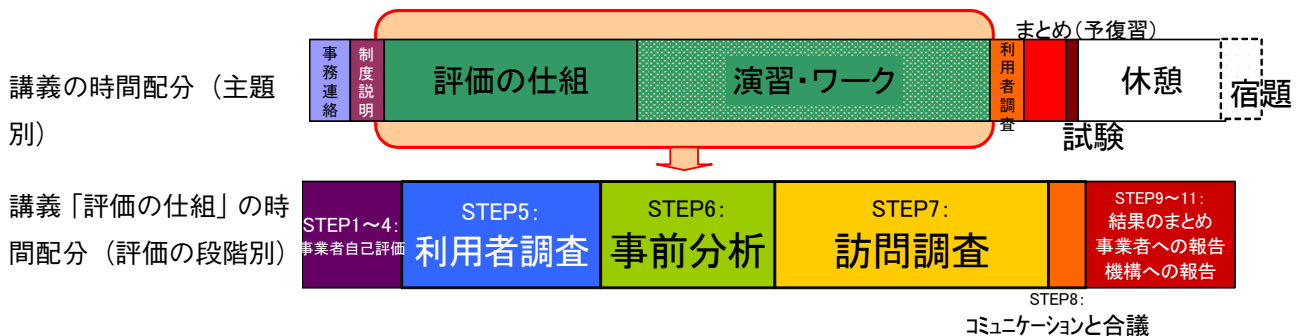 講義の時間配分（主題
別）
事務連絡
制度説明
評価の仕組
演習・ワーク
利用者調査
まとめ（予復習）
試験
休憩
宿題
講義「評価の仕組」の時
間配分（評価の段階別）
STEP1～4：
事業者自己評価
STEP5：
利用者調査
STEP6：
事前分析
STEP7：
訪問調査
STEP8：
コミュニケーションと合議
STEP9～11：
結果のまとめ
事業者への報告
機構への報告